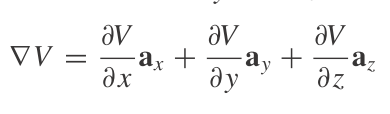 ∇V = ∂V/∂x a_x + ∂V/∂y a_y + ∂V/∂z a_z